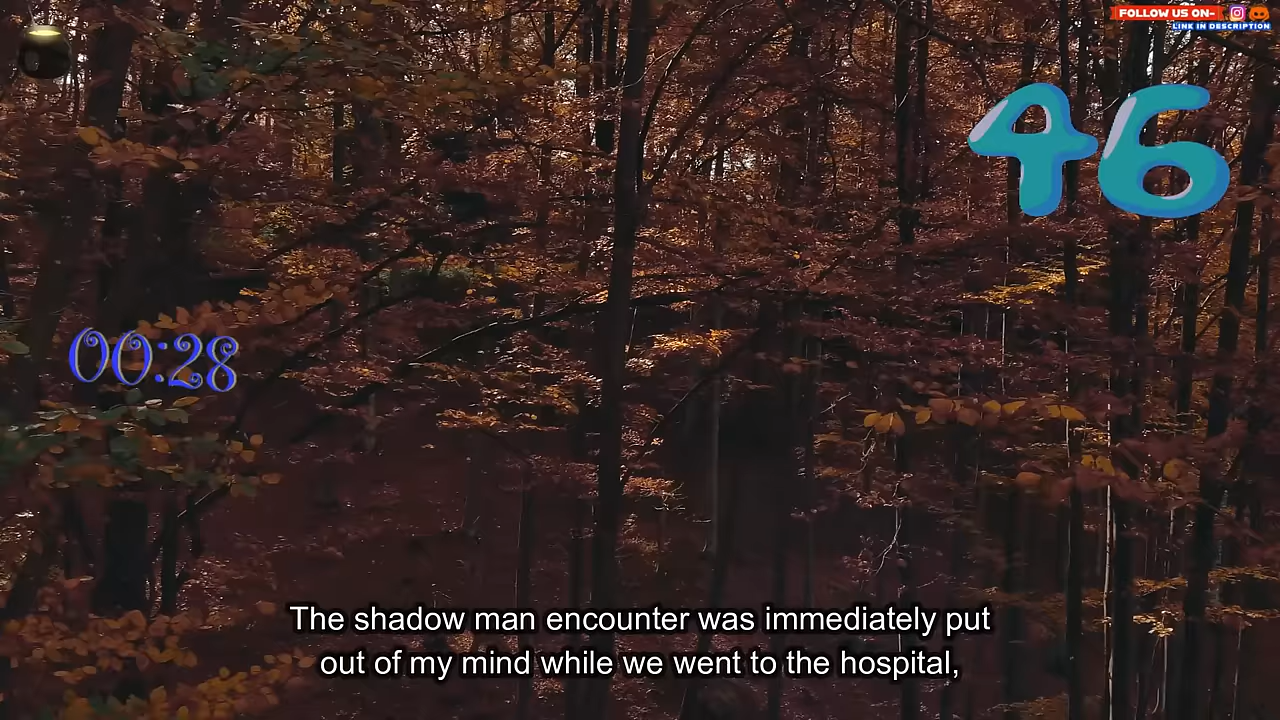 FOLLOW US ON-
LINK IN DESCRIPTION
46
00:28
The shadow man encounter was immediately put
out of my mind while we went to the hospital,